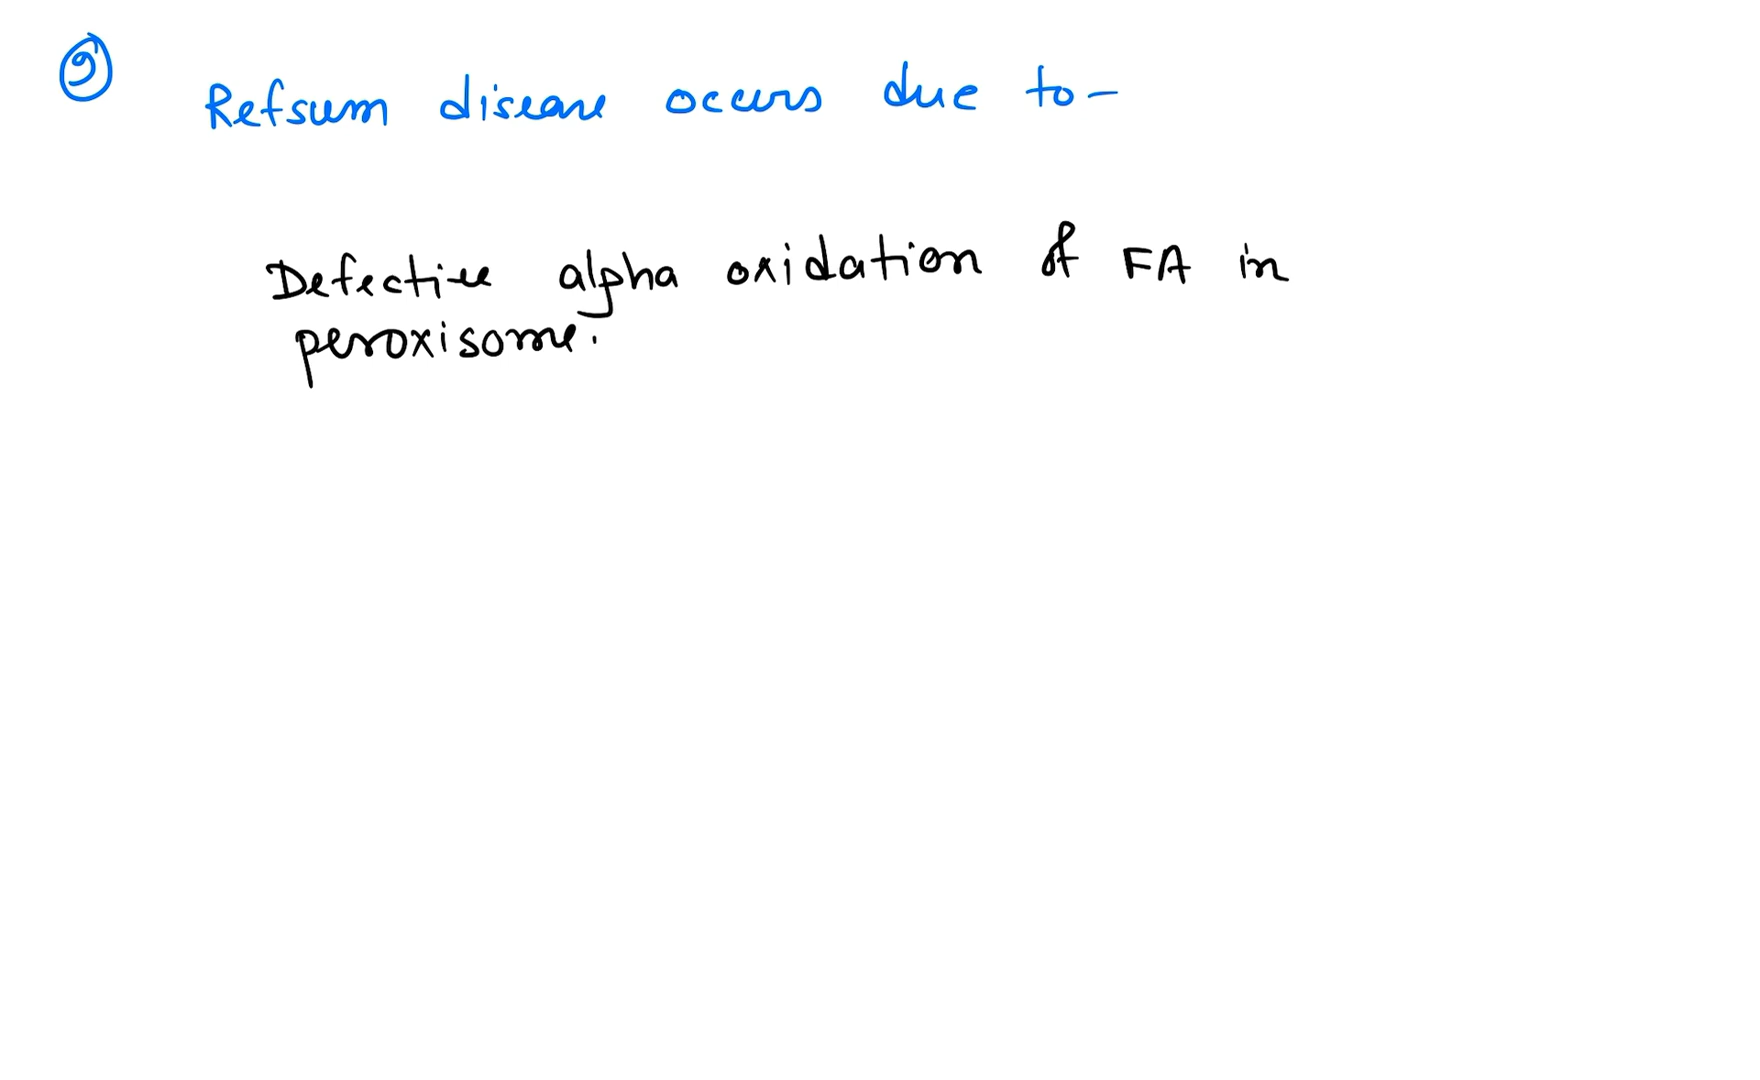 9
Refsum disease occurs due to-
Defective alpha oxidation of FA in
peroxisome.